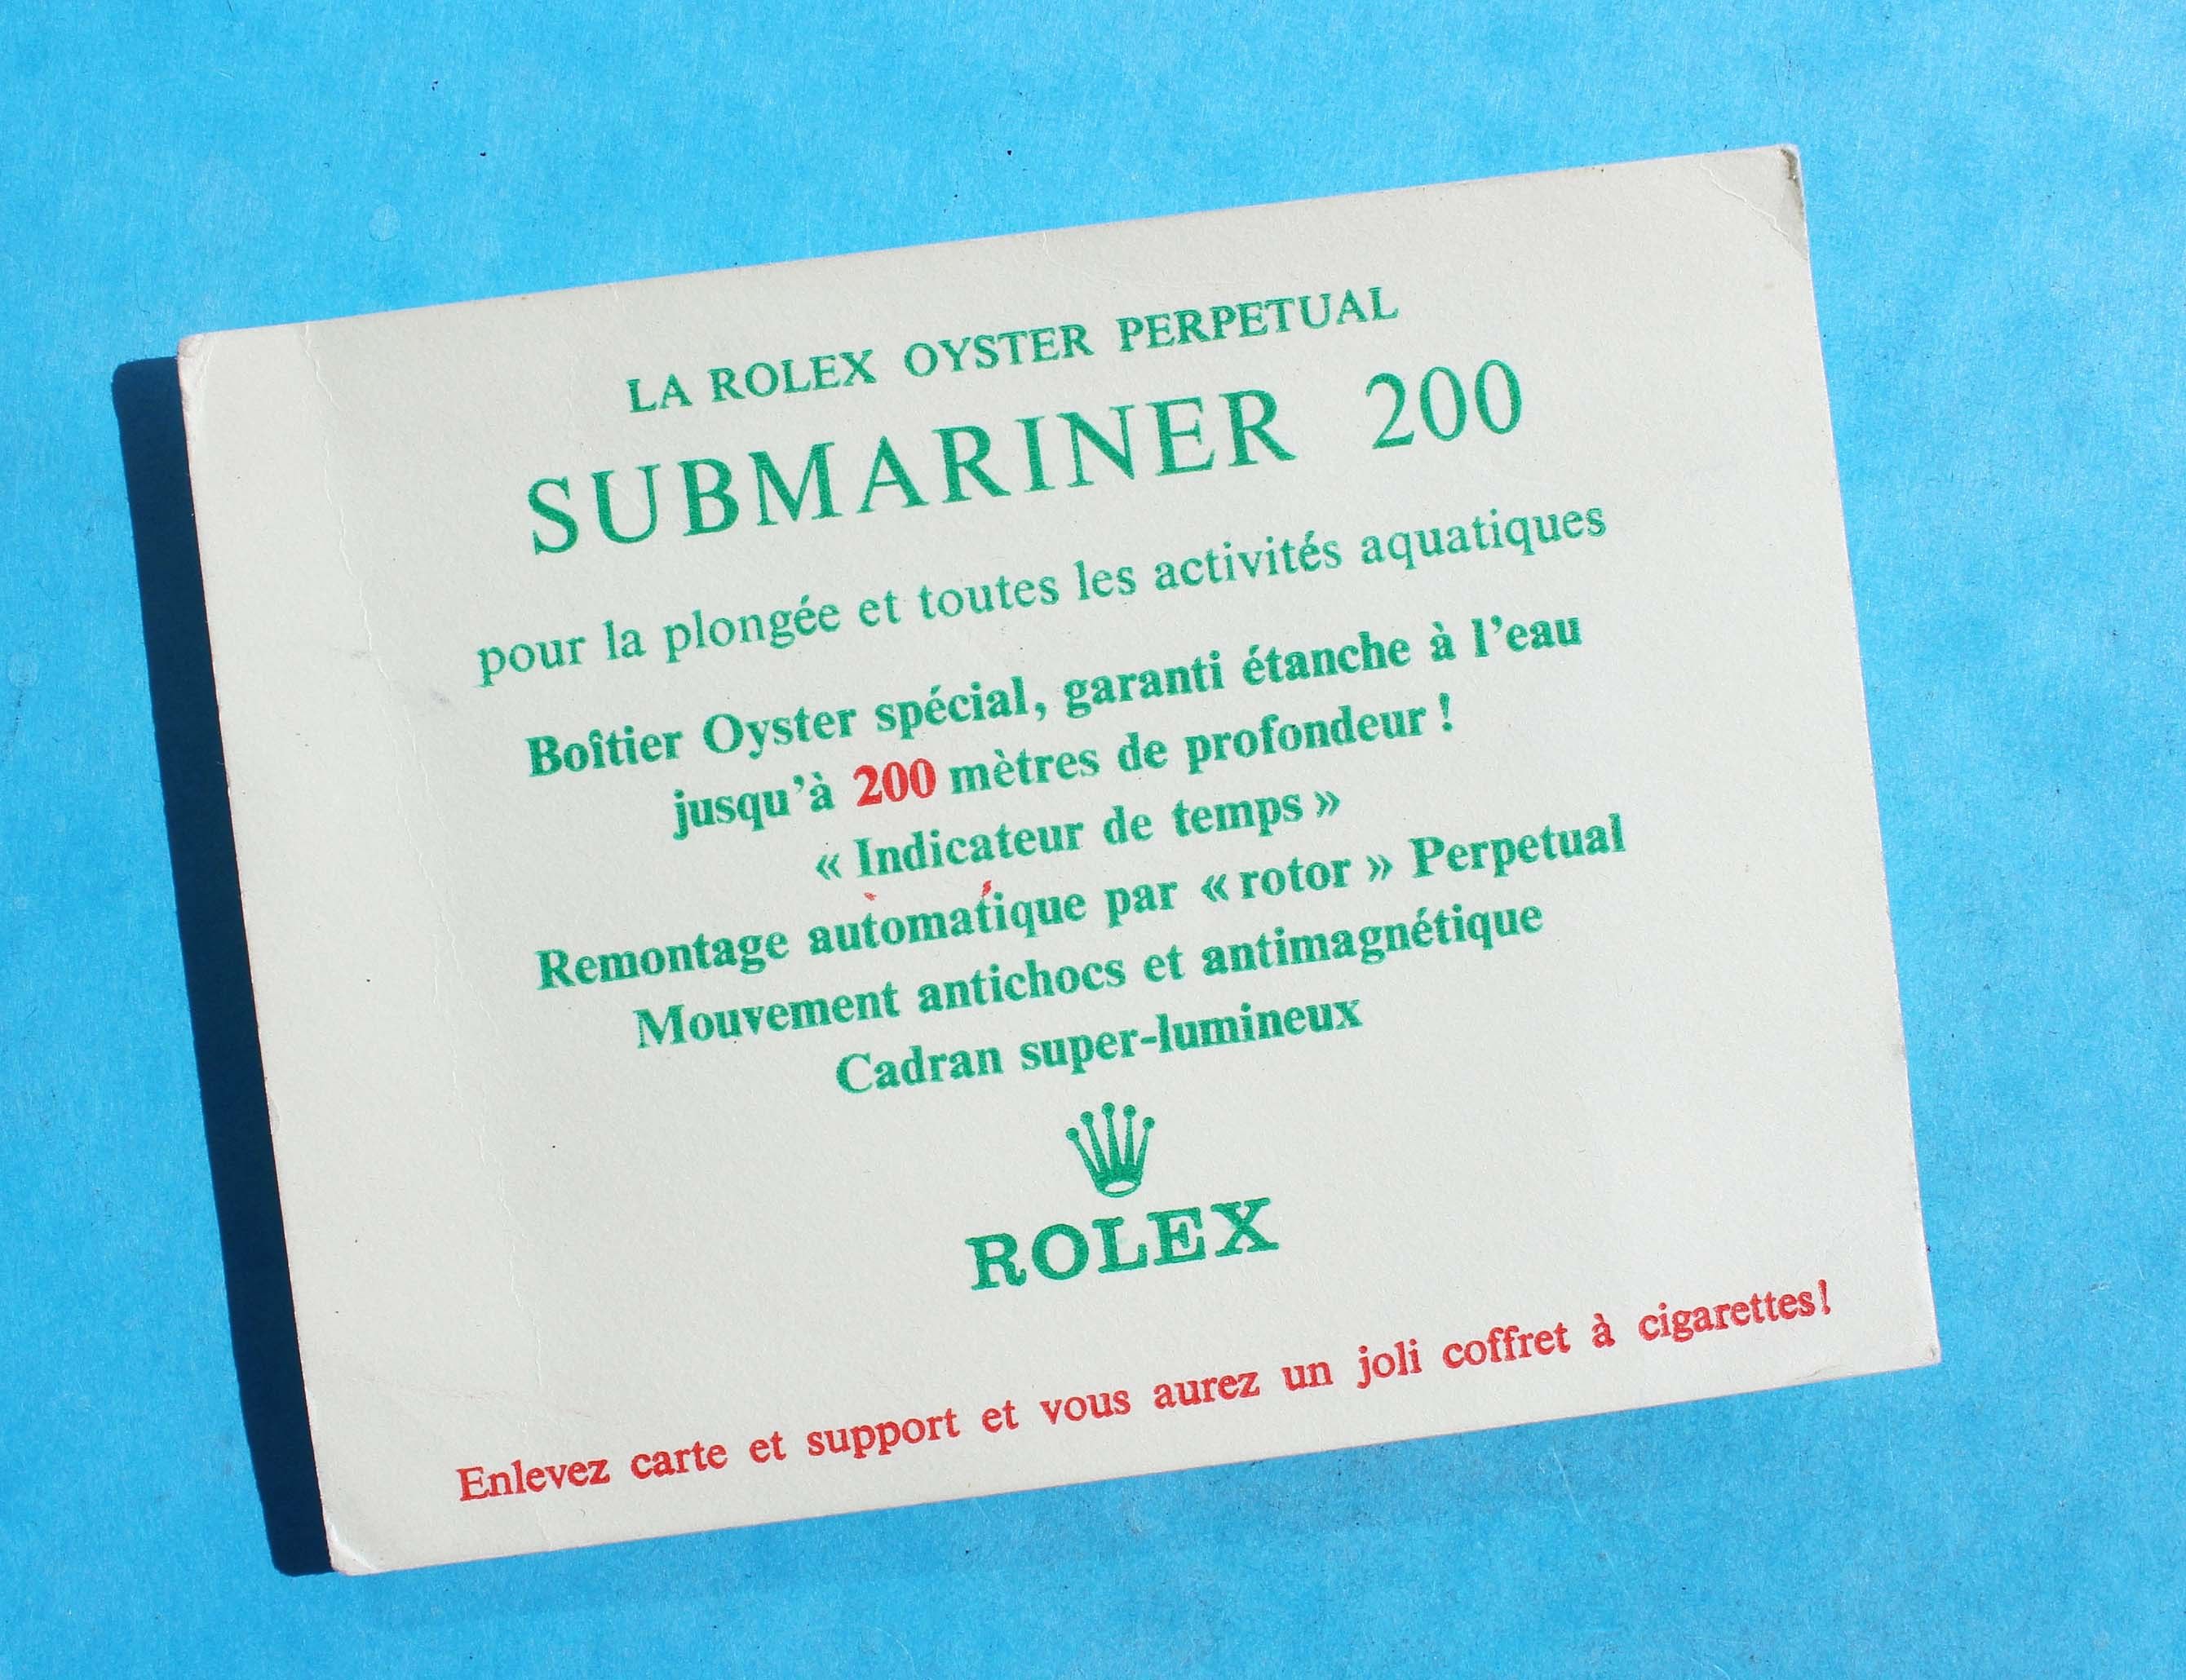 LA ROLEX OYSTER PERPETUAL
SUBMARINER 200
pour la plongée et toutes les activités aquatiques
Boîtier Oyster spécial, garanti étanche à l'eau
jusqu'à 200 mètres de profondeur !
« Indicateur de temps »
Remontage automatique par « rotor » Perpetual
Mouvement antichocs et antimagnétique
Cadran super-lumineux
ROLEX
Enlevez carte et support et vous aurez un joli coffret à cigarettes!